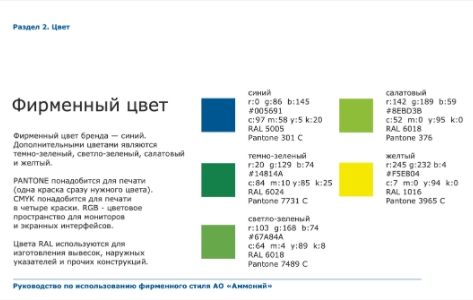 Раздел 2. Цвет
Фирменный цвет
Фирменный цвет бренда — синий.
Дополнительными цветами являются
темно-зеленый, светло-зеленый, салатовый
и желтый.
PANTONE понадобится для печати
(одна краска сразу нужного цвета).
CMYK понадобится для печати
в четыре краски. RGB - цветовое
пространство для мониторов
и экранных интерфейсов.
Цвета RAL используются для
изготовления вывесок, наружных
указателей и прочих конструкций.
синий
r:0 g:86 b:145
#005691
c:97 m:58 y:5 k:20
RAL 5005
Pantone 301 C
темно-зеленый
r:20 g:129 b:74
#14814A
c:84 m:10 y:85 k:25
RAL 6024
Pantone 7731 C
светло-зеленый
r:103 g:168 b:74
#67A84A
c:64 m:4 y:89 k:8
RAL 6018
Pantone 7489 C
салатовый
r:142 g:189 b:59
#8EBD3B
c:52 m:0 y:95 k:0
RAL 6018
Pantone 376
желтый
r:245 g:232 b:4
#F5E804
c:7 m:0 y:94 k:0
RAL 1016
Pantone 3965 C
Руководство по использованию фирменного стиля АО «Аммоний»